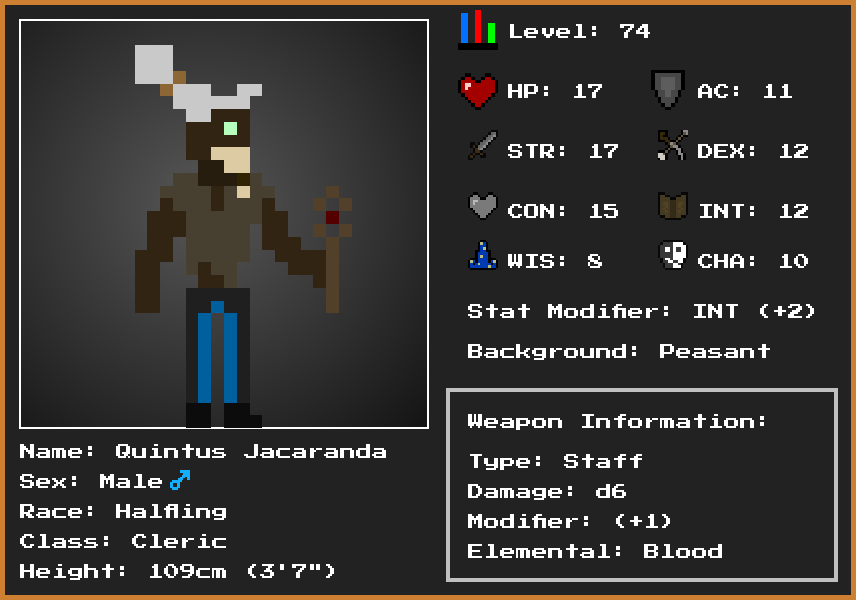 Level: 74
HP: 17 AC: 11
STR: 17 DEX: 12
CON: 15 INT: 12
WIS: 8 CHA: 10
Stat Modifier: INT (+2)
Background: Peasant
Weapon Information:
Type: Staff
Damage: d6
Modifier: (+1)
Elemental: Blood
Name: Quintus Jacaranda
Sex: Male ♂
Race: Halfling
Class: Cleric
Height: 109cm (3'7")